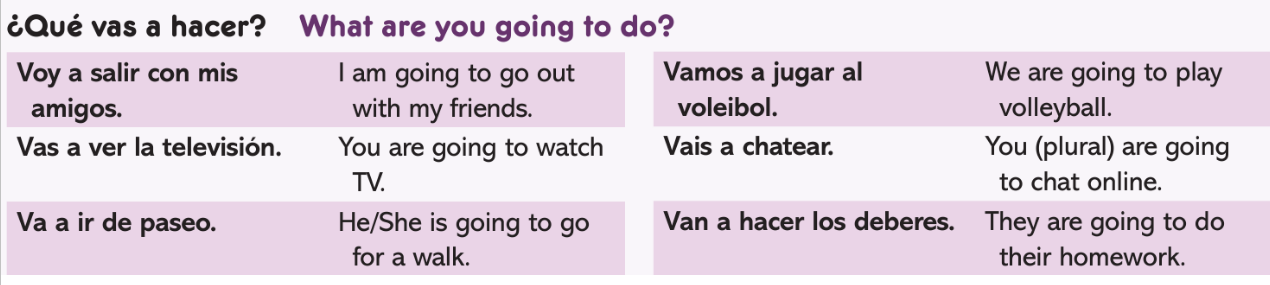 ¿Qué vas a hacer? What are you going to do?
Voy a salir con mis
amigos.
I am going to go out
with my friends.
Vas a ver la televisión.
You are going to watch
TV.
Va a ir de paseo.
He/She is going to go
for a walk.
Vamos a jugar al
voleibol.
We are going to play
volleyball.
Vais a chatear.
You (plural) are going
to chat online.
Van a hacer los deberes.
They are going to do
their homework.